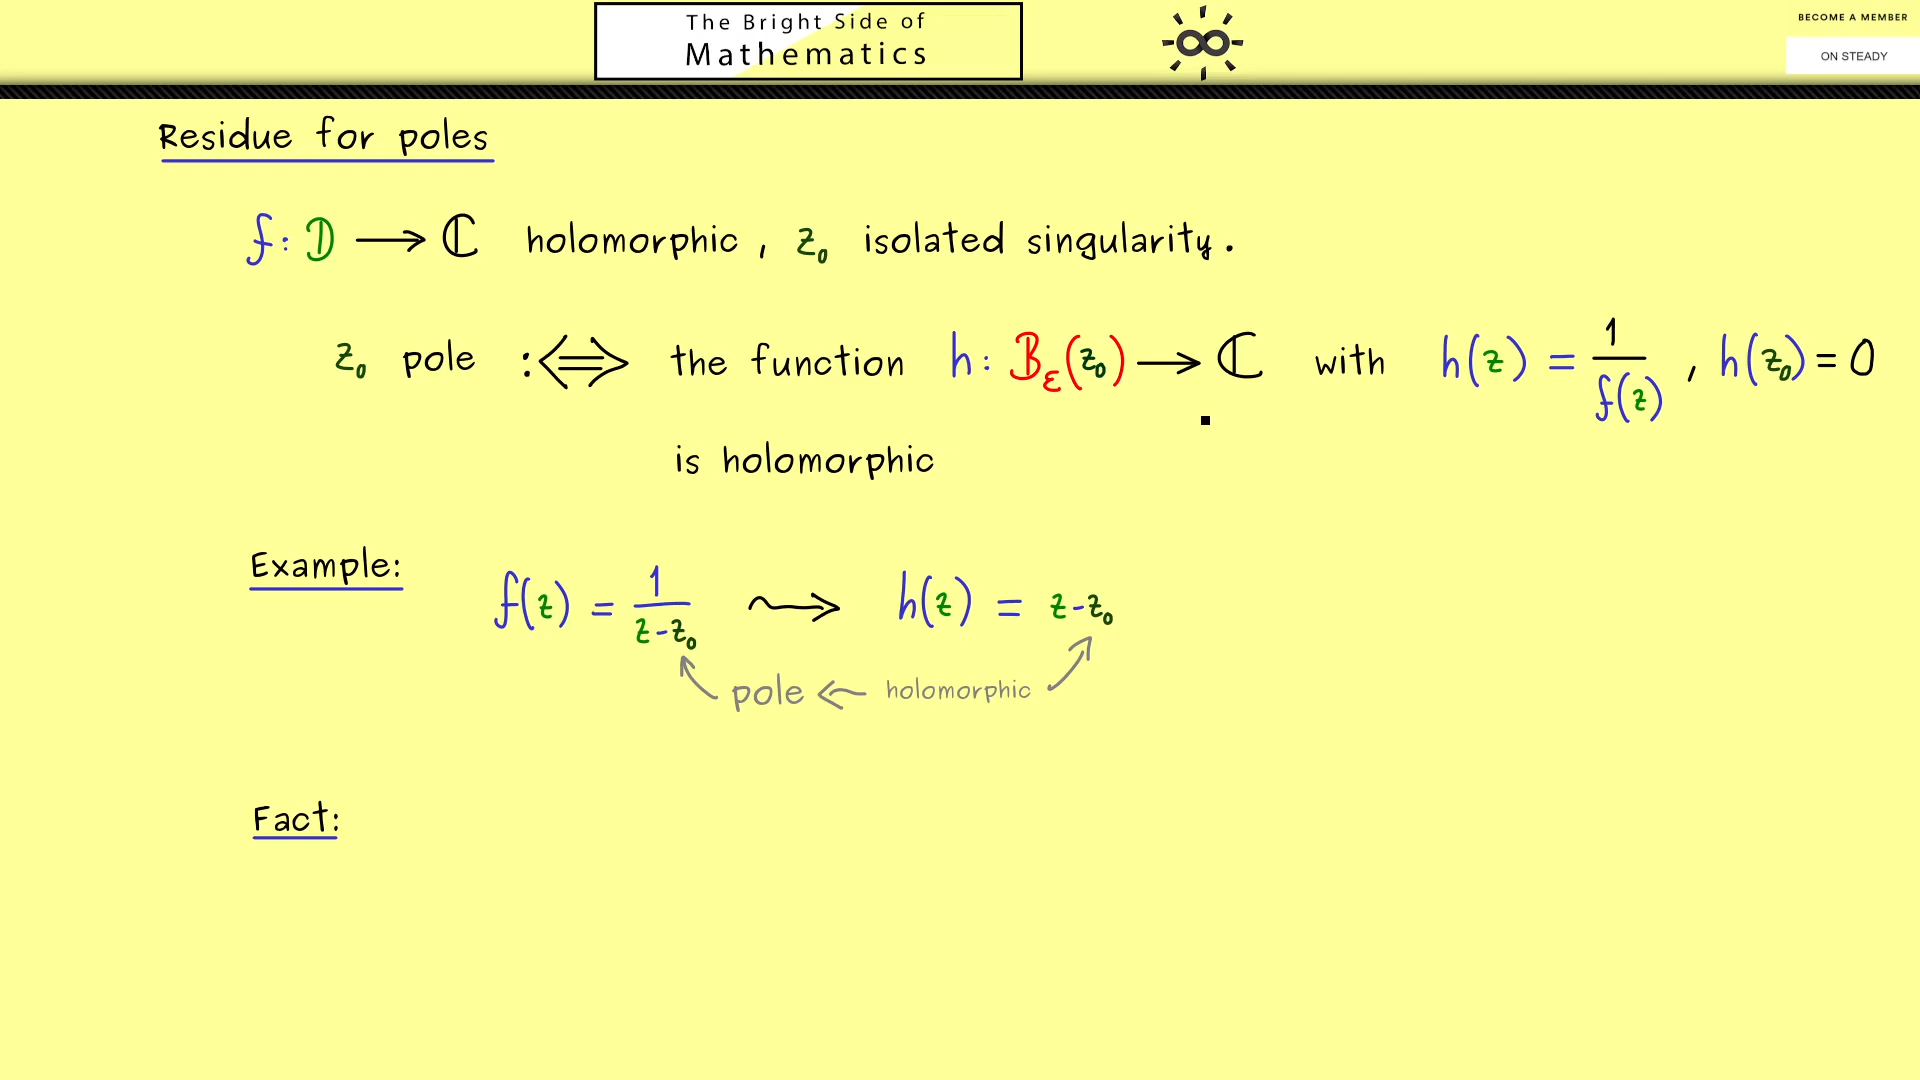 The Bright Side of
Mathematics
BECOME A MEMBER
ON STEADY
Residue for poles
f: D ⟶ ℂ holomorphic, z₀ isolated singularity.
z₀ pole :⟺ the function h: B_ε(z₀) ⟶ ℂ with h(z) = 1/f(z), h(z₀) = 0
is holomorphic
Example: f(z) = 1/(z-z₀) ⇝ h(z) = z-z₀
pole ⇐ holomorphic
Fact: